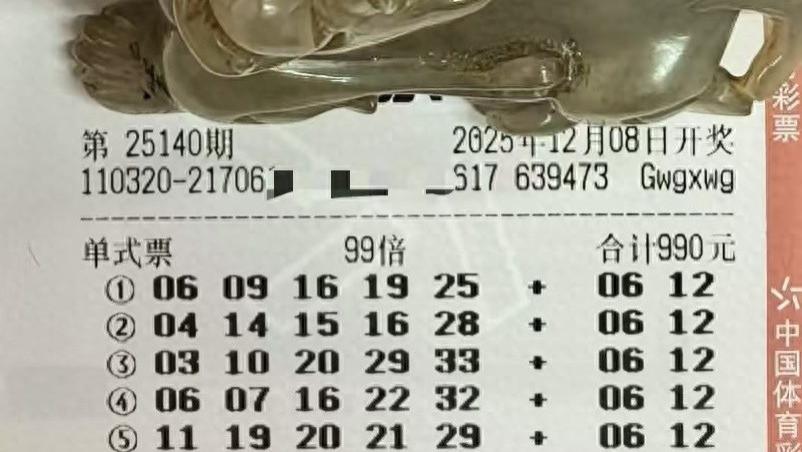 第 25140期 2025年12月08日开奖
110320-21706 S17 639473 Gwgxwg
单式票 99倍 合计990元
① 06 09 16 19 25 + 06 12
② 04 14 15 16 28 + 06 12
③ 03 10 20 29 33 + 06 12
④ 06 07 16 22 32 + 06 12
⑤ 11 19 20 21 29 + 06 12
彩票
中国体育彩